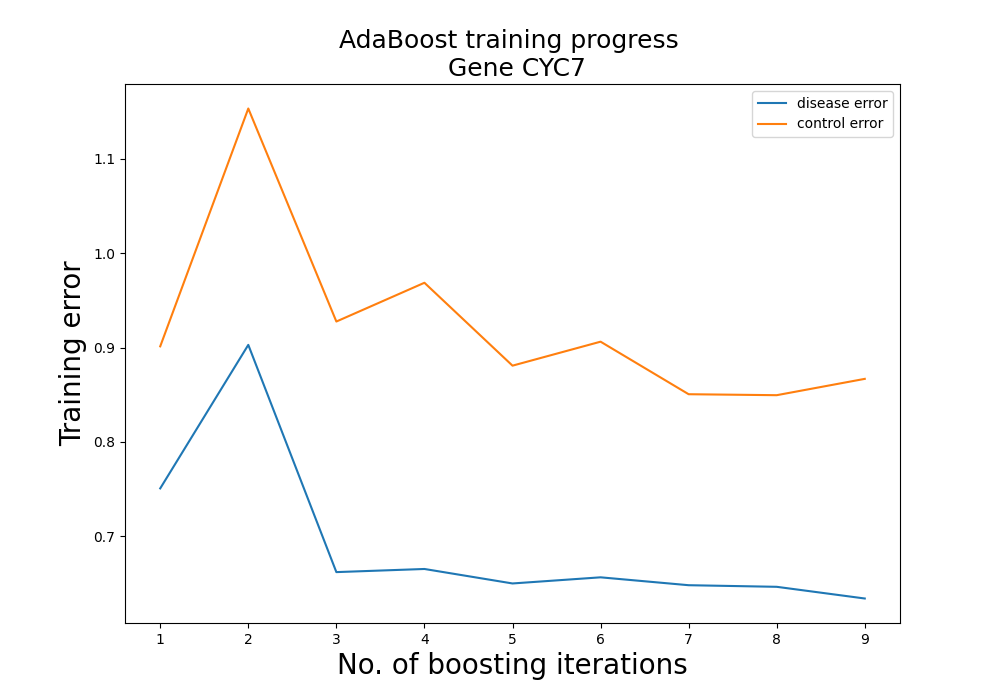 AdaBoost training progress
Gene CYC7
disease error
control error
Training error
1.1
1.0
0.9
0.8
0.7
1 2 3 4 5 6 7 8 9
No. of boosting iterations